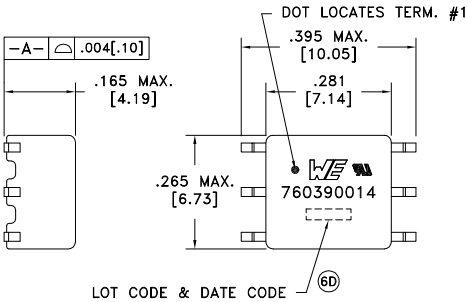 DOT LOCATES TERM. #1
.395 MAX.
[10.05]
-A- ⌓ .004[.10]
.165 MAX.
[4.19]
.281
[7.14]
.265 MAX.
[6.73]
WE
760390014
LOT CODE & DATE CODE
6D